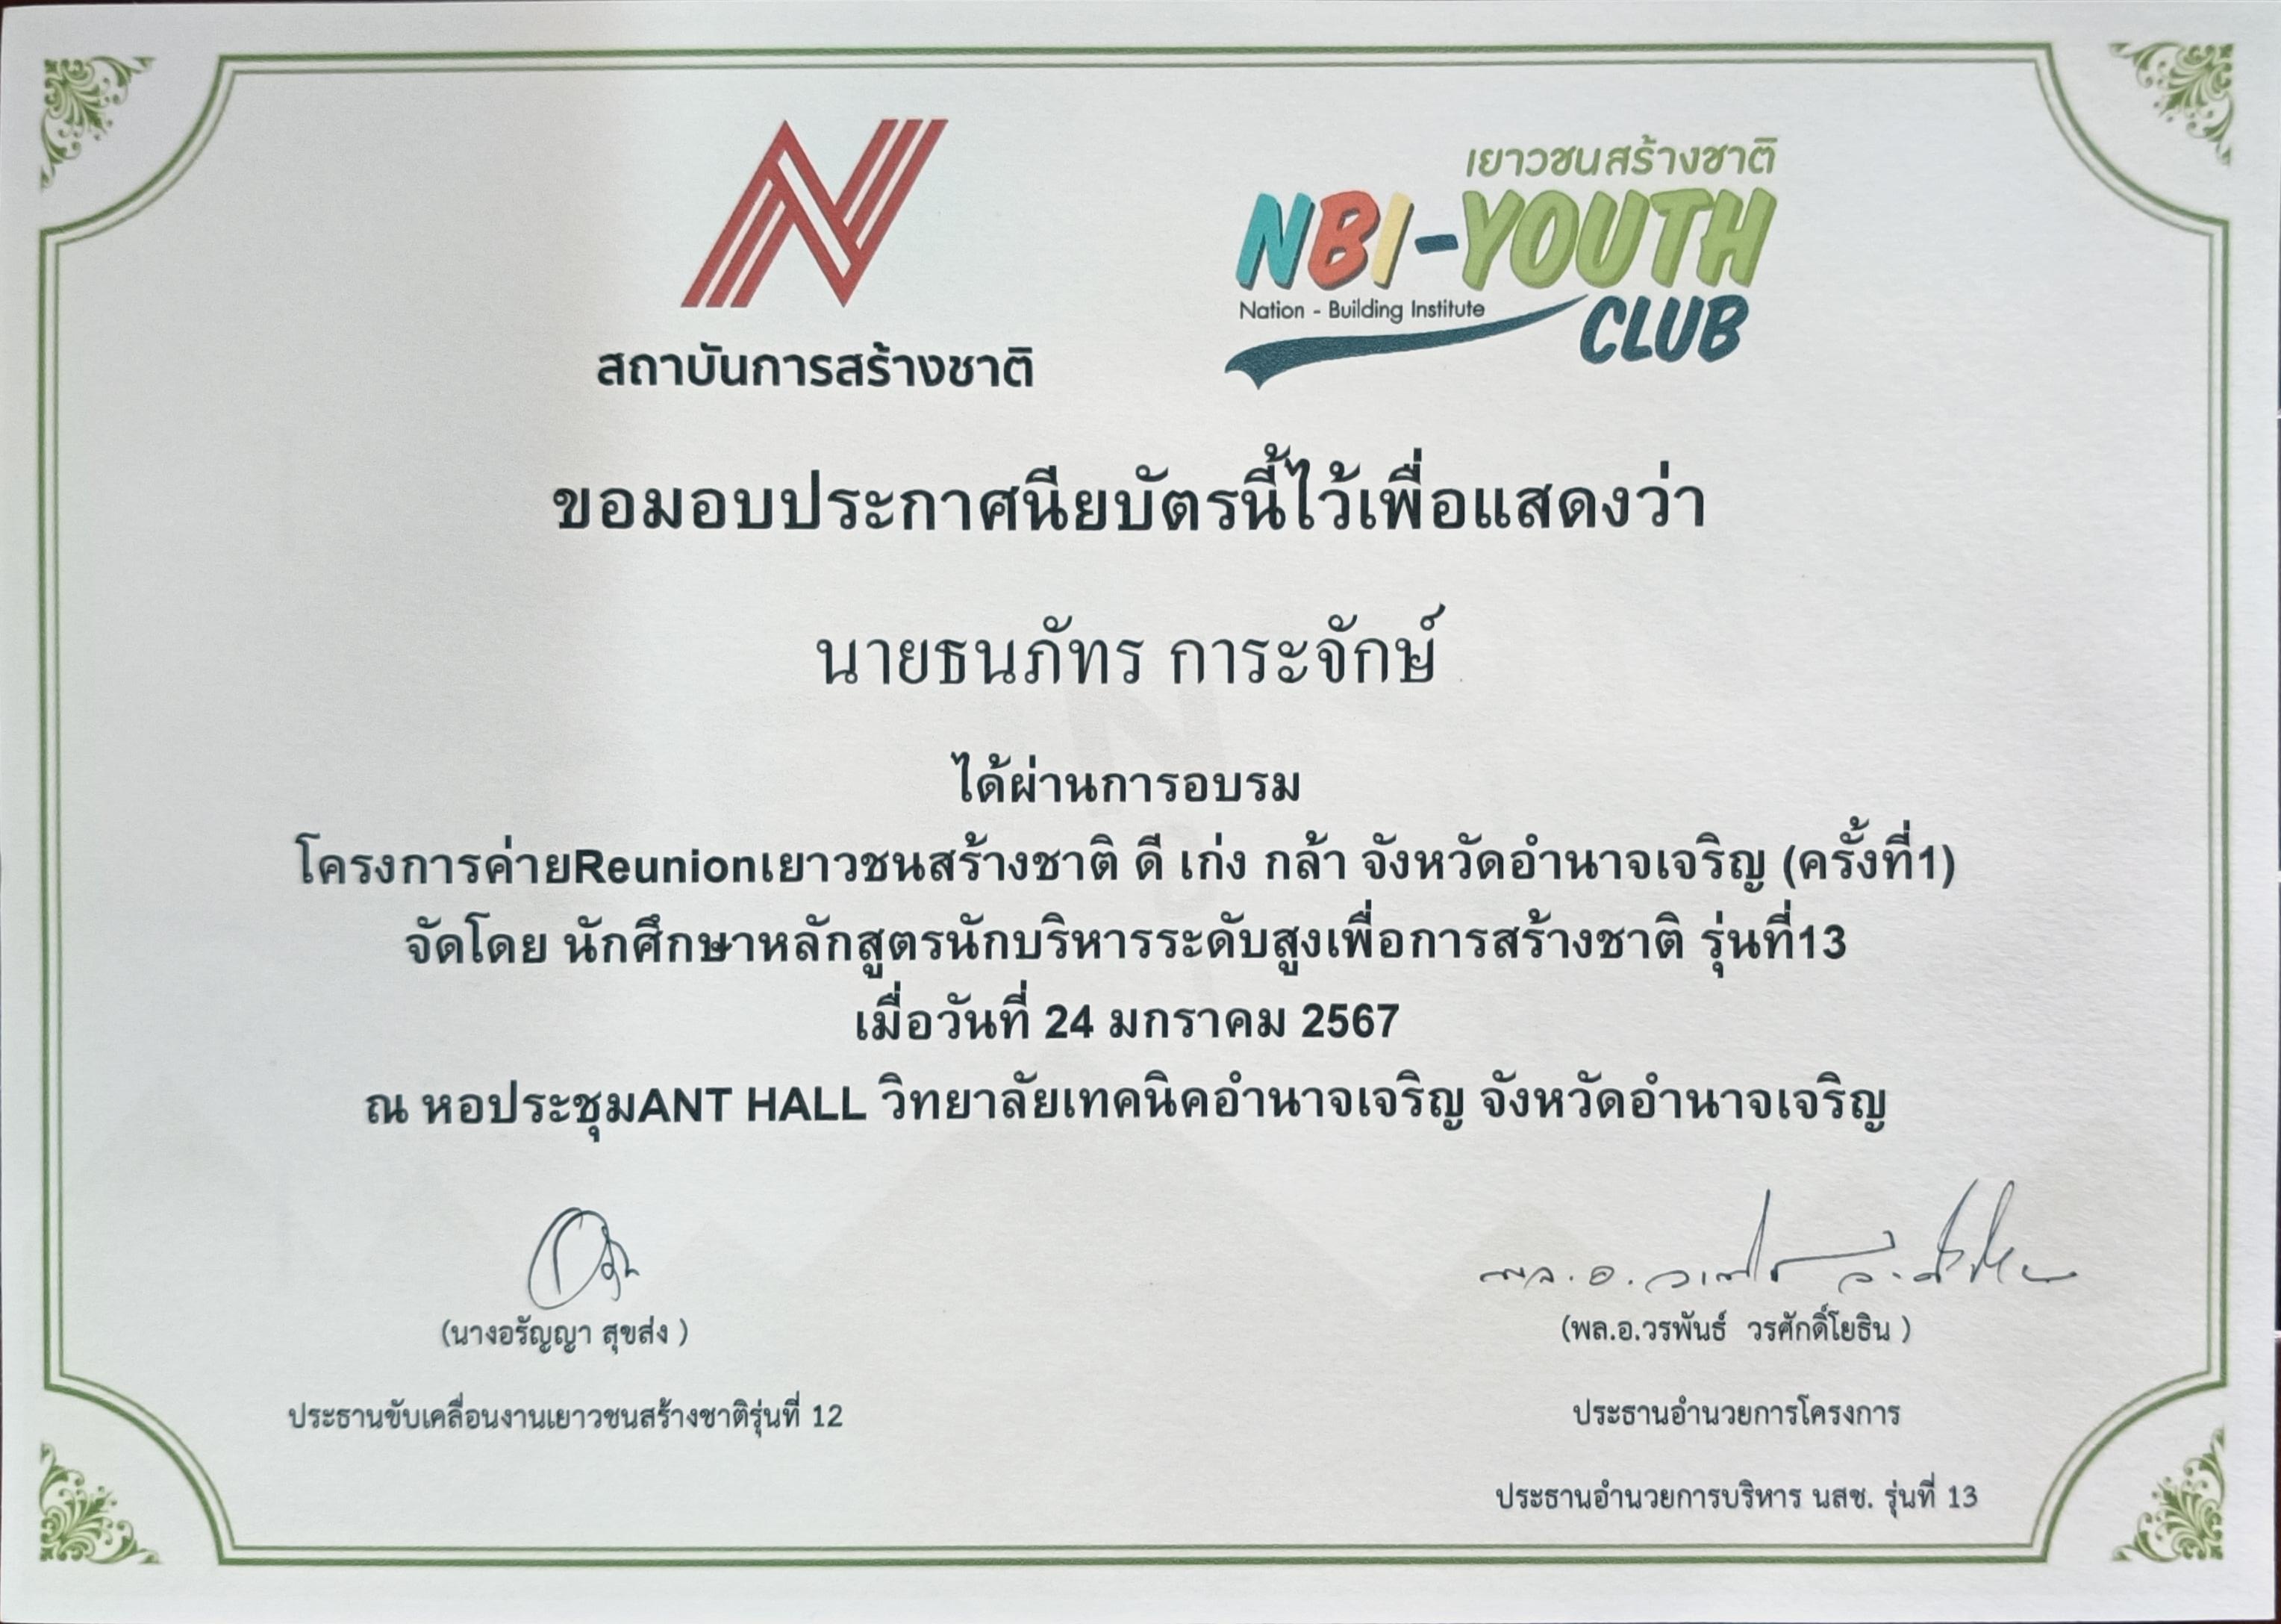 สถาบันการสร้างชาติ
เยาวชนสร้างชาติ
NBI-YOUTH
Nation - Building Institute
CLUB
ขอมอบประกาศนียบัตรนี้ไว้เพื่อแสดงว่า
นายธนภัทร การะจักษ์
ได้ผ่านการอบรม
โครงการค่ายReunionเยาวชนสร้างชาติ ดี เก่ง กล้า จังหวัดอำนาจเจริญ (ครั้งที่1)
จัดโดย นักศึกษาหลักสูตรนักบริหารระดับสูงเพื่อการสร้างชาติ รุ่นที่13
เมื่อวันที่ 24 มกราคม 2567
ณ หอประชุมANT HALL วิทยาลัยเทคนิคอำนาจเจริญ จังหวัดอำนาจเจริญ
พล.อ.
(นางอรัญญา สุขส่ง )
(พล.อ.วรพันธ์ วรศักดิ์โยธิน )
ประธานขับเคลื่อนงานเยาวชนสร้างชาติรุ่นที่ 12
ประธานอำนวยการโครงการ
ประธานอำนวยการบริหาร นสช. รุ่นที่ 13